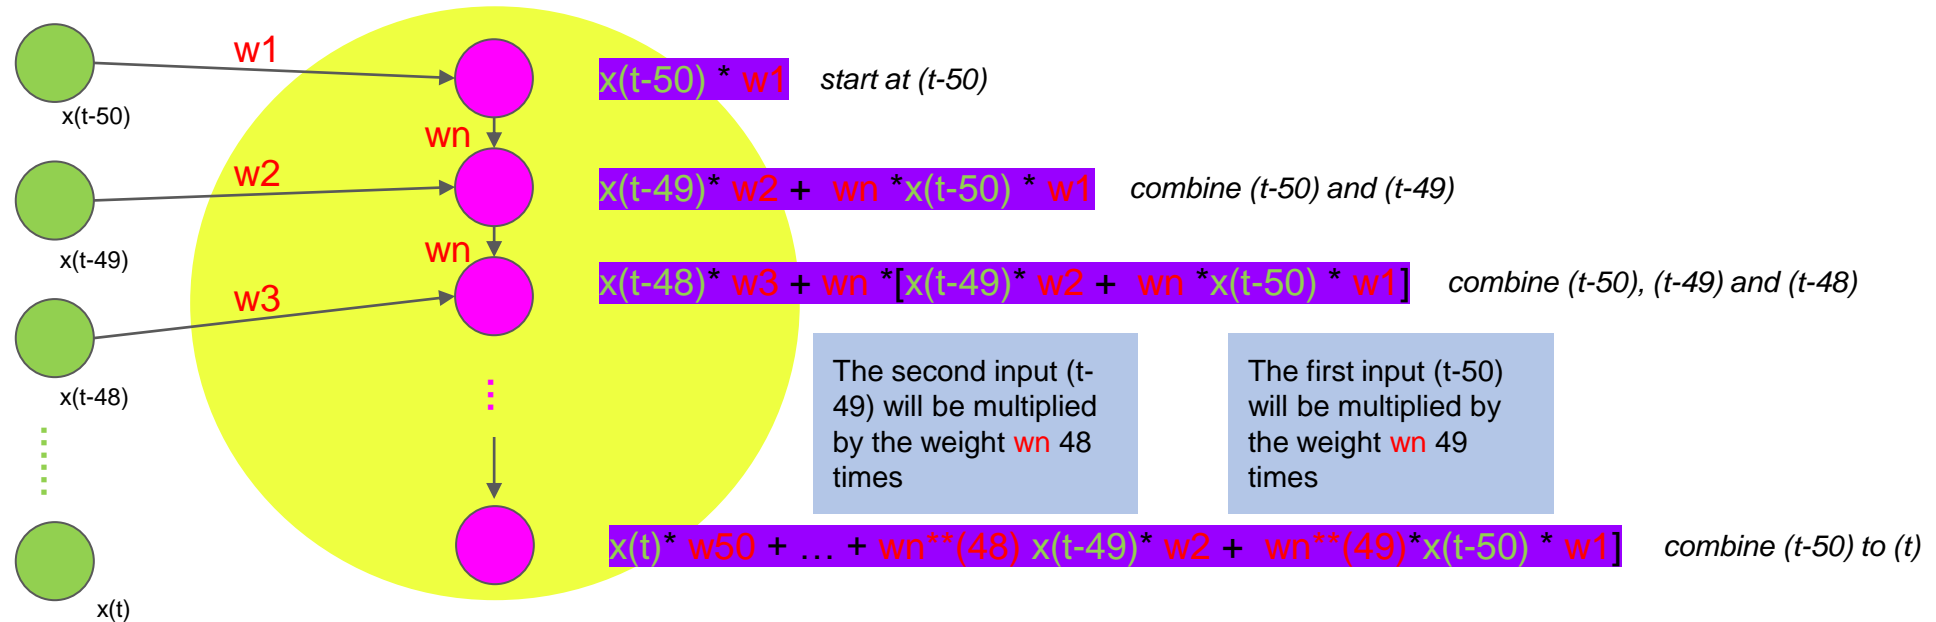 w1
x(t-50) * w1 start at (t-50)
x(t-50)
wn
w2
x(t-49)* w2 + wn *x(t-50) * w1 combine (t-50) and (t-49)
x(t-49)
wn
w3
x(t-48)* w3 + wn *[x(t-49)* w2 + wn *x(t-50) * w1] combine (t-50), (t-49) and (t-48)
x(t-48)
The second input (t-
49) will be multiplied
by the weight wn 48
times
The first input (t-50)
will be multiplied by
the weight wn 49
times
x(t)* w50 + … + wn**(48) x(t-49)* w2 + wn**(49)*x(t-50) * w1] combine (t-50) to (t)
x(t)